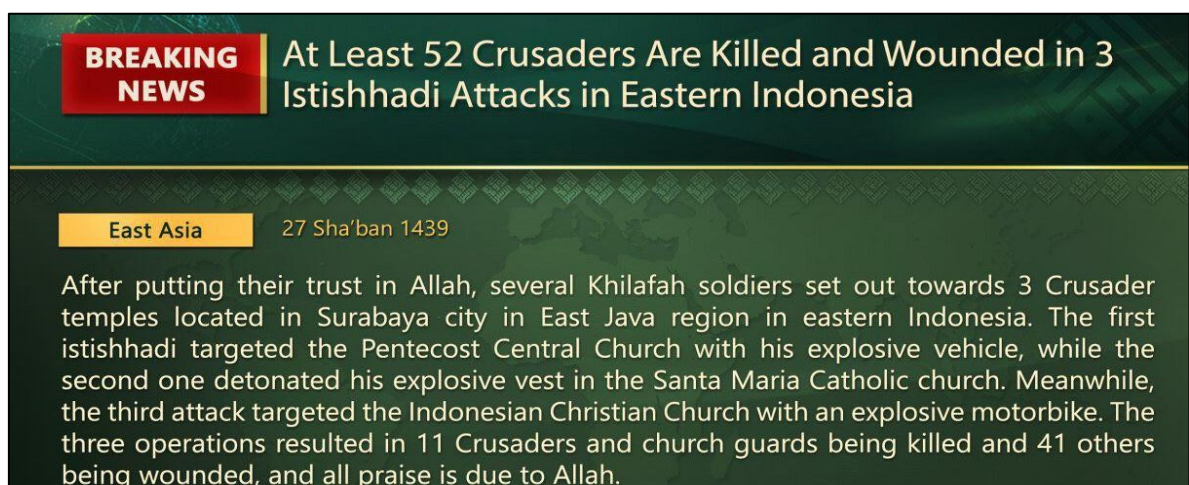 BREAKING
NEWS
At Least 52 Crusaders Are Killed and Wounded in 3
Istishhadi Attacks in Eastern Indonesia
East Asia
27 Sha'ban 1439
After putting their trust in Allah, several Khilafah soldiers set out towards 3 Crusader
temples located in Surabaya city in East Java region in eastern Indonesia. The first
istishhadi targeted the Pentecost Central Church with his explosive vehicle, while the
second one detonated his explosive vest in the Santa Maria Catholic church. Meanwhile,
the third attack targeted the Indonesian Christian Church with an explosive motorbike. The
three operations resulted in 11 Crusaders and church guards being killed and 41 others
being wounded, and all praise is due to Allah.